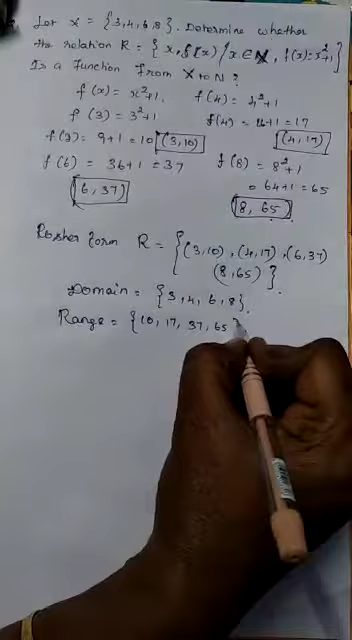 Let X = {3,4,6,8}. Determine whether
the relation R = {x, f(x) / x ∈ X, f(x) = x²+1}
Is a function from X to N?
f(x) = x²+1, f(4) = 4²+1
f(3) = 3²+1 f(4) = 16+1 = 17
f(3) = 9+1 = 10 (3,10) (4,17)
f(6) = 36+1 = 37 f(8) = 8²+1
(6,37) 64+1 = 65
(8,65)
Rosher form R = {(3,10), (4,17), (6,37)
(8,65)}.
Domain = {3,4,6,8}.
Range = {10, 17, 37, 65}